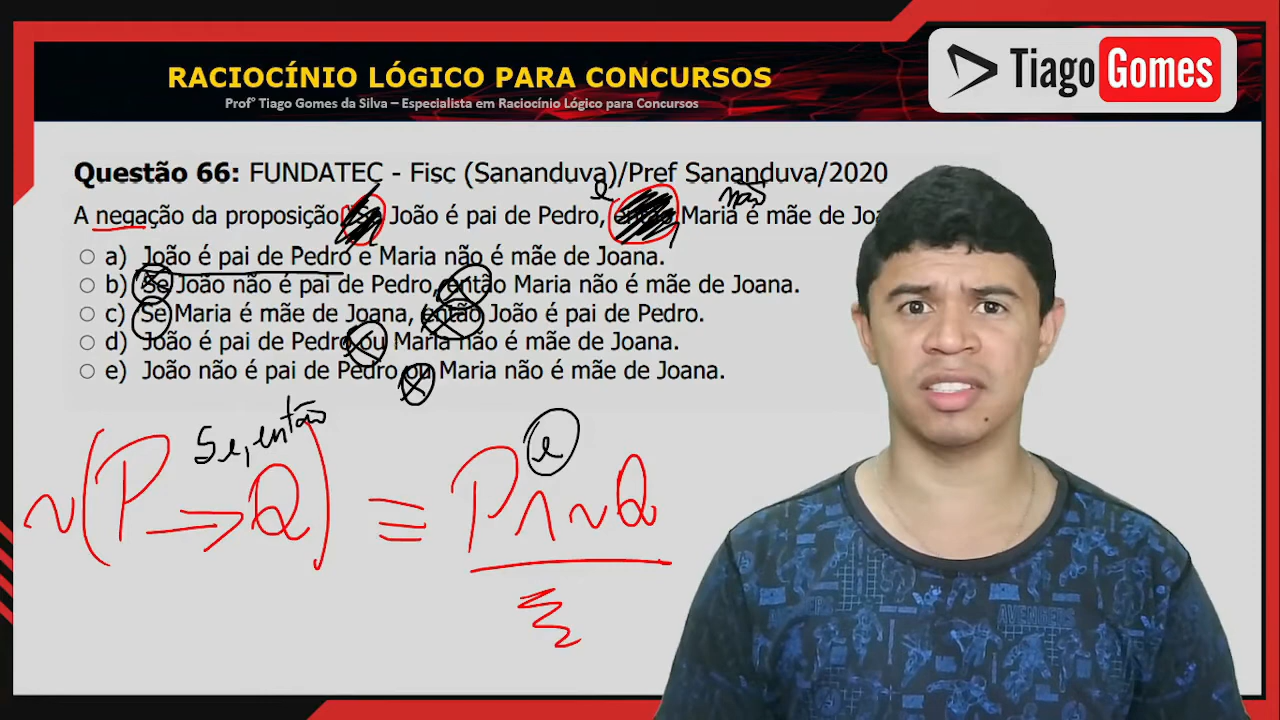 RACIOCÍNIO LÓGICO PARA CONCURSOS
Profº Tiago Gomes da Silva – Especialista em Raciocínio Lógico para Concursos
Tiago Gomes
Questão 66: FUNDATEC - Fisc (Sananduva)/Pref Sananduva/2020
e não
A negação da proposição Se João é pai de Pedro, então Maria é mãe de Joa
a) João é pai de Pedro e Maria não é mãe de Joana.
b) Se João não é pai de Pedro, então Maria não é mãe de Joana.
c) Se Maria é mãe de Joana, então João é pai de Pedro.
d) João é pai de Pedro ou Maria não é mãe de Joana.
e) João não é pai de Pedro ou Maria não é mãe de Joana.
Se, então e
~(P → Q) ≡ P ∧ ~Q
AVENGERS